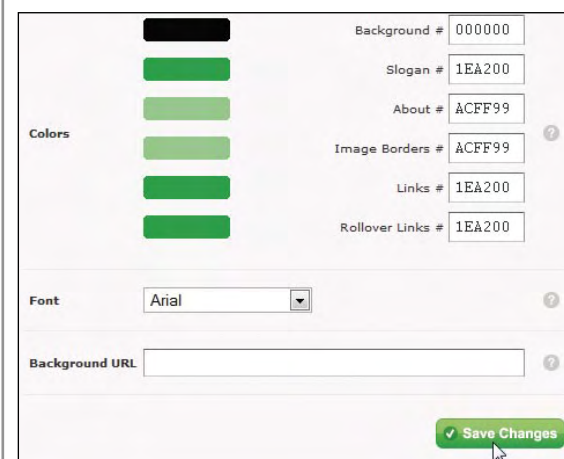 Background # 000000
Slogan # 1EA200
About # ACFF99
Colors
Image Borders # ACFF99
Links # 1EA200
Rollover Links # 1EA200
Font Arial
Background URL
Save Changes